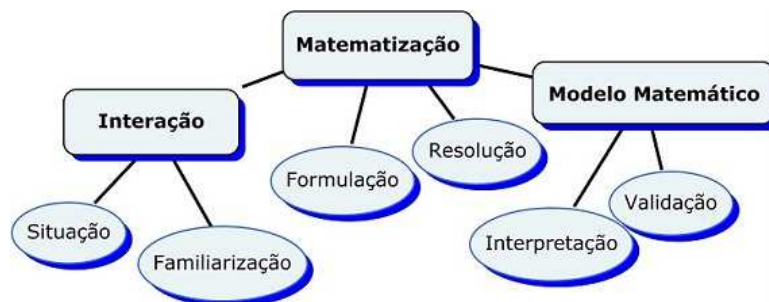 Matematização
Modelo Matemático
Interação
Resolução
Formulação
Validação
Situação
Interpretação
Familiarização